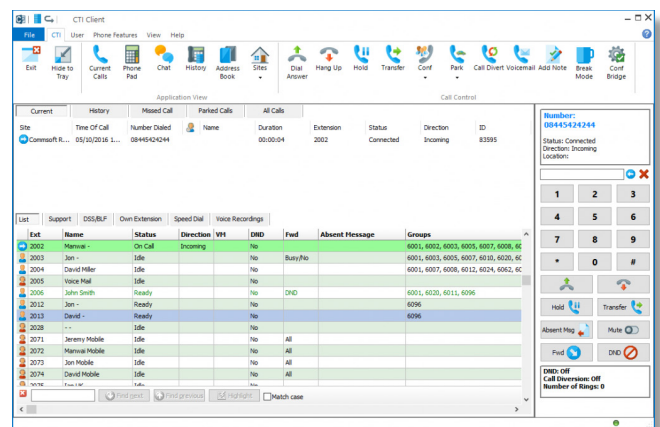 CTI Client
File CTI User Phone Features View Help
Exit Hide to Tray Current Calls Phone Pad Chat History Address Book Sites Dial Answer Hang Up Hold Transfer Conf Park Call Divert Voicemail Add Note Break Mode Conf Bridge
Application View Call Control
Current History Missed Call Parked Calls All Calls
Site Time Of Call Number Dialed Name Duration Extension Status Direction ID
Commsoft R... 05/10/2016 1... 08445424244 00:00:04 2002 Connected Incoming 83595
Number:
08445424244
Status: Connected
Direction: Incoming
Location:
1 2 3
4 5 6
7 8 9
* 0 #
Hold Transfer
Absent Msg Mute
Fwd DND
DND: Off
Call Diversion: Off
Number of Rings: 0
List Support DSS/BLF Own Extension Speed Dial Voice Recordings
Ext Name Status Direction VM DND Fwd Absent Message Groups
2002 Manwai - On Call Incoming No 6001, 6002, 6003, 6005, 6007, 6008, 60
2003 Jon - Idle No Busy/No 6001, 6003, 6005, 6007, 6010, 6020, 60
2004 David Miller Idle No 6001, 6007, 6008, 6012, 6024, 6062, 60
2005 Voice Mail Idle No
2006 John Smith Ready No DND 6001, 6020, 6011, 6096
2012 Jon - Ready No 6096
2013 David - Ready No 6096
2028 - - Idle No
2071 Jeremy Mobile Idle No All
2072 Manwai Mobile Idle No All
2073 Jon Mobile Idle No All
2074 David Mobile Idle No All
2075 Jon UK Idle No
Find next Find previous Highlight Match case